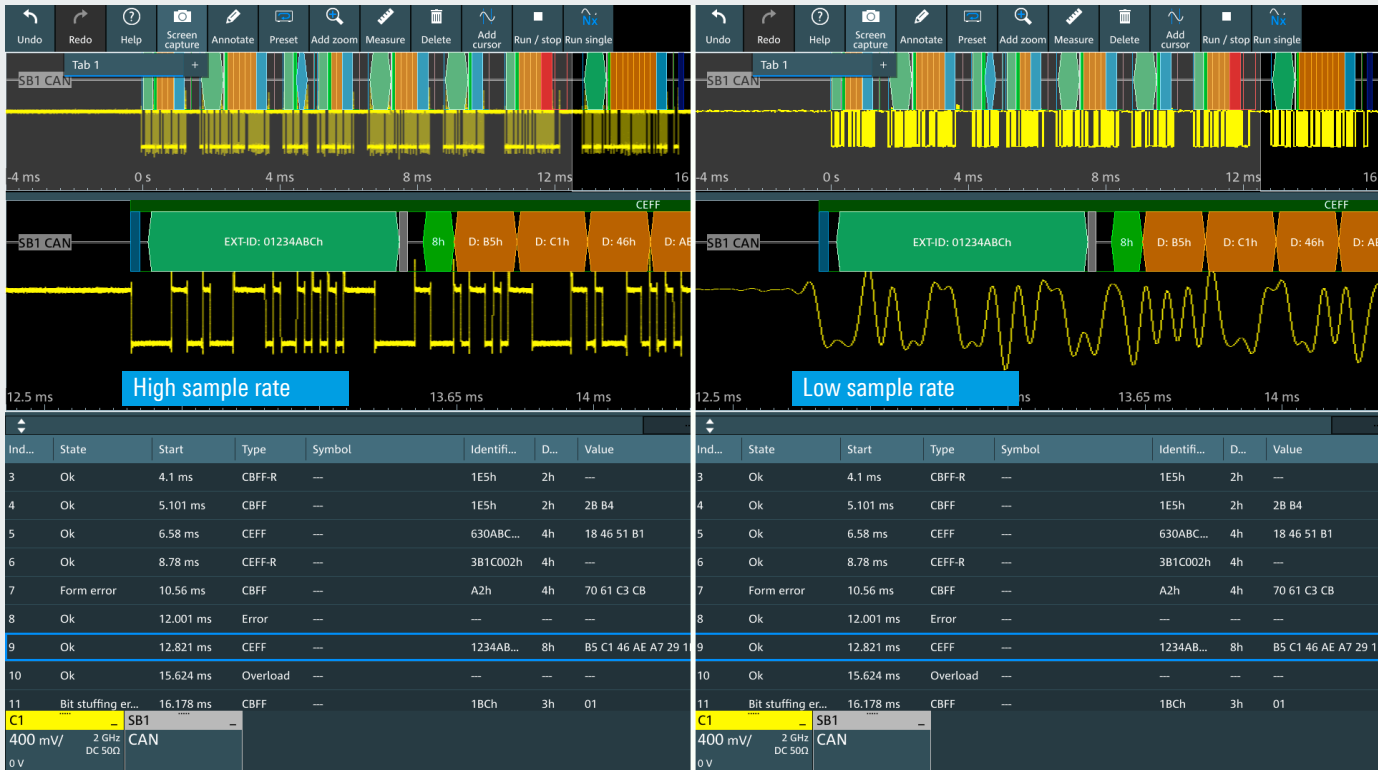 Undo Redo Help Screen capture Annotate Preset Add zoom Measure Delete Add cursor Run / stop Nx Run single
Tab 1 +
SB1 CAN
-4 ms 0 s 4 ms 8 ms 12 ms 16
CEFF
SB1 CAN EXT-ID: 01234ABCh 8h D: B5h D: C1h D: 46h D: AE
High sample rate
12.5 ms 13.65 ms 14 ms
Ind... State Start Type Symbol Identifi... D... Value
3 Ok 4.1 ms CBFF-R --- 1E5h 2h ---
4 Ok 5.101 ms CBFF --- 1E5h 2h 2B B4
5 Ok 6.58 ms CEFF --- 630ABC... 4h 18 46 51 B1
6 Ok 8.78 ms CEFF-R --- 3B1C002h 4h ---
7 Form error 10.56 ms CBFF --- A2h 4h 70 61 C3 CB
8 Ok 12.001 ms Error --- --- --- ---
9 Ok 12.821 ms CEFF --- 1234AB... 8h B5 C1 46 AE A7 29 1
10 Ok 15.624 ms Overload --- --- --- ---
11 Bit stuffing er... 16.178 ms CBFF --- 1BCh 3h 01
C1 SB1
400 mV/ 2 GHz CAN
DC 50Ω
0 V
Undo Redo Help Screen capture Annotate Preset Add zoom Measure Delete Add cursor Run / stop Nx Run single
Tab 1 +
SB1 CAN
-4 ms 0 s 4 ms 8 ms 12 ms 16
CEFF
SB1 CAN EXT-ID: 01234ABCh 8h D: B5h D: C1h D: 46h D: A
Low sample rate
12.5 ms ns 13.65 ms 14 ms
Ind... State Start Type Symbol Identifi... D... Value
3 Ok 4.1 ms CBFF-R --- 1E5h 2h ---
4 Ok 5.101 ms CBFF --- 1E5h 2h 2B B4
5 Ok 6.58 ms CEFF --- 630ABC... 4h 18 46 51 B1
6 Ok 8.78 ms CEFF-R --- 3B1C002h 4h ---
7 Form error 10.56 ms CBFF --- A2h 4h 70 61 C3 CB
8 Ok 12.001 ms Error --- --- --- ---
9 Ok 12.821 ms CEFF --- 1234AB... 8h B5 C1 46 AE A7 29 1
10 Ok 15.624 ms Overload --- --- --- ---
11 Bit stuffing er... 16.178 ms CBFF --- 1BCh 3h 01
C1 SB1
400 mV/ 2 GHz CAN
DC 50Ω
0 V